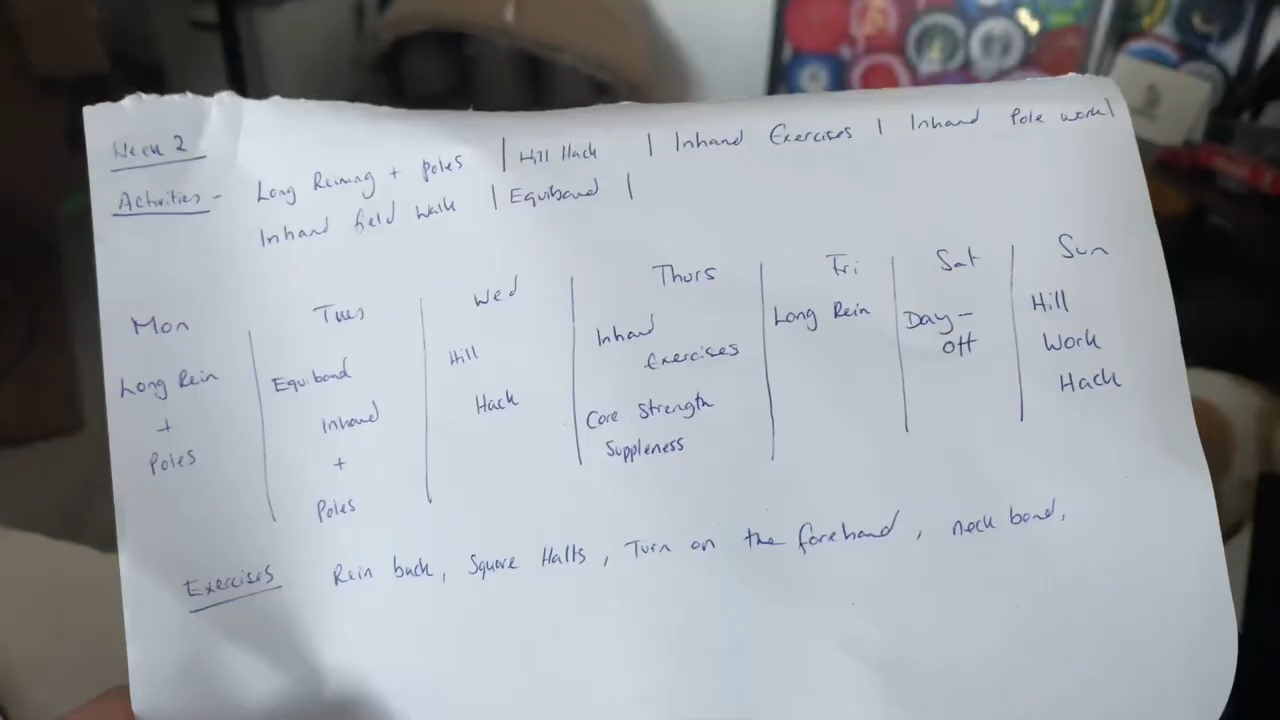 Week 2
Activities - Long Reining + Poles | Hill Hack | Inhand Exercises | Inhand Pole work |
Inhand field walk | Equiband |
Mon | Tues | Wed | Thurs | Fri | Sat | Sun
Long Rein
+
Poles
Equiband
Inhand
+
Poles
Hill
Hack
Inhand
Exercises
Core Strength
Suppleness
Long Rein
Day-
Off
Hill
Work
Hack
Exercises Rein back, Square Halts, Turn on the forehand, neck bend,